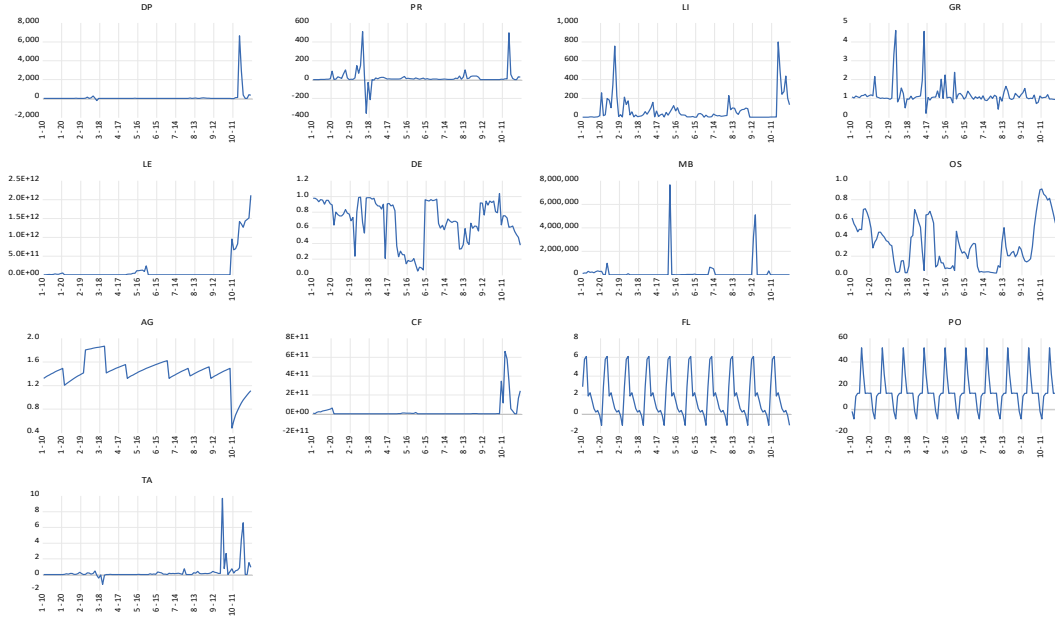 DP
8,000
6,000
4,000
2,000
0
-2,000
1 - 10
1 - 20
2 - 19
3 - 18
4 - 17
5 - 16
6 - 15
7 - 14
8 - 13
9 - 12
10 - 11
PR
600
400
200
0
-200
-400
1 - 10
1 - 20
2 - 19
3 - 18
4 - 17
5 - 16
6 - 15
7 - 14
8 - 13
9 - 12
10 - 11
LI
1,000
800
600
400
200
0
1 - 10
1 - 20
2 - 19
3 - 18
4 - 17
5 - 16
6 - 15
7 - 14
8 - 13
9 - 12
10 - 11
GR
5
4
3
2
1
0
1 - 10
1 - 20
2 - 19
3 - 18
4 - 17
5 - 16
6 - 15
7 - 14
8 - 13
9 - 12
10 - 11
LE
2.5E+12
2.0E+12
1.5E+12
1.0E+12
5.0E+11
0.0E+00
1 - 10
1 - 20
2 - 19
3 - 18
4 - 17
5 - 16
6 - 15
7 - 14
8 - 13
9 - 12
10 - 11
DE
1.2
1.0
0.8
0.6
0.4
0.2
0.0
1 - 10
1 - 20
2 - 19
3 - 18
4 - 17
5 - 16
6 - 15
7 - 14
8 - 13
9 - 12
10 - 11
MB
8,000,000
6,000,000
4,000,000
2,000,000
0
1 - 10
1 - 20
2 - 19
3 - 18
4 - 17
5 - 16
6 - 15
7 - 14
8 - 13
9 - 12
10 - 11
OS
1.0
0.8
0.6
0.4
0.2
0.0
1 - 10
1 - 20
2 - 19
3 - 18
4 - 17
5 - 16
6 - 15
7 - 14
8 - 13
9 - 12
10 - 11
AG
2.0
1.6
1.2
0.8
0.4
1 - 10
1 - 20
2 - 19
3 - 18
4 - 17
5 - 16
6 - 15
7 - 14
8 - 13
9 - 12
10 - 11
CF
8E+11
6E+11
4E+11
2E+11
0E+00
-2E+11
1 - 10
1 - 20
2 - 19
3 - 18
4 - 17
5 - 16
6 - 15
7 - 14
8 - 13
9 - 12
10 - 11
FL
8
6
4
2
0
-2
1 - 10
1 - 20
2 - 19
3 - 18
4 - 17
5 - 16
6 - 15
7 - 14
8 - 13
9 - 12
10 - 11
PO
60
40
20
0
-20
1 - 10
1 - 20
2 - 19
3 - 18
4 - 17
5 - 16
6 - 15
7 - 14
8 - 13
9 - 12
10 - 11
TA
10
8
6
4
2
0
-2
1 - 10
1 - 20
2 - 19
3 - 18
4 - 17
5 - 16
6 - 15
7 - 14
8 - 13
9 - 12
10 - 11